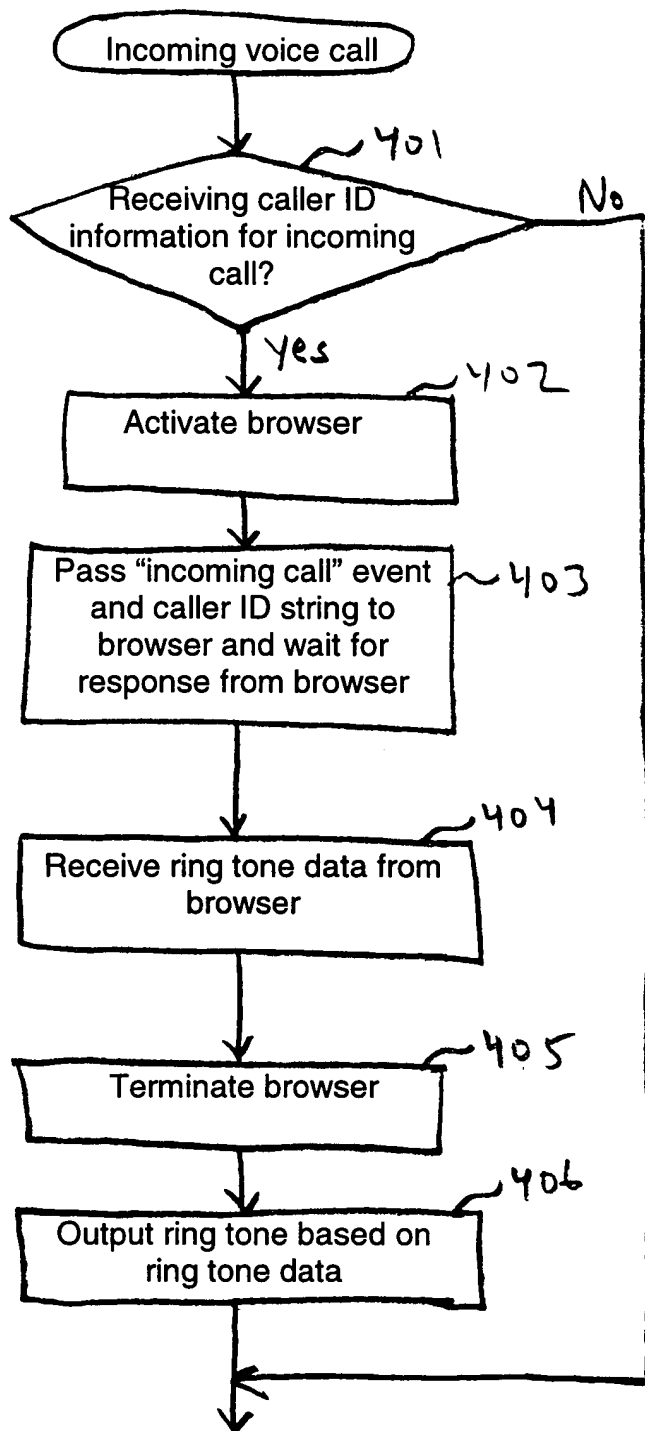 Incoming voice call
401
Receiving caller ID
information for incoming
call?
No
Yes
402
Activate browser
Pass “incoming call” event
and caller ID string to
browser and wait for
response from browser
403
404
Receive ring tone data from
browser
405
Terminate browser
406
Output ring tone based on
ring tone data